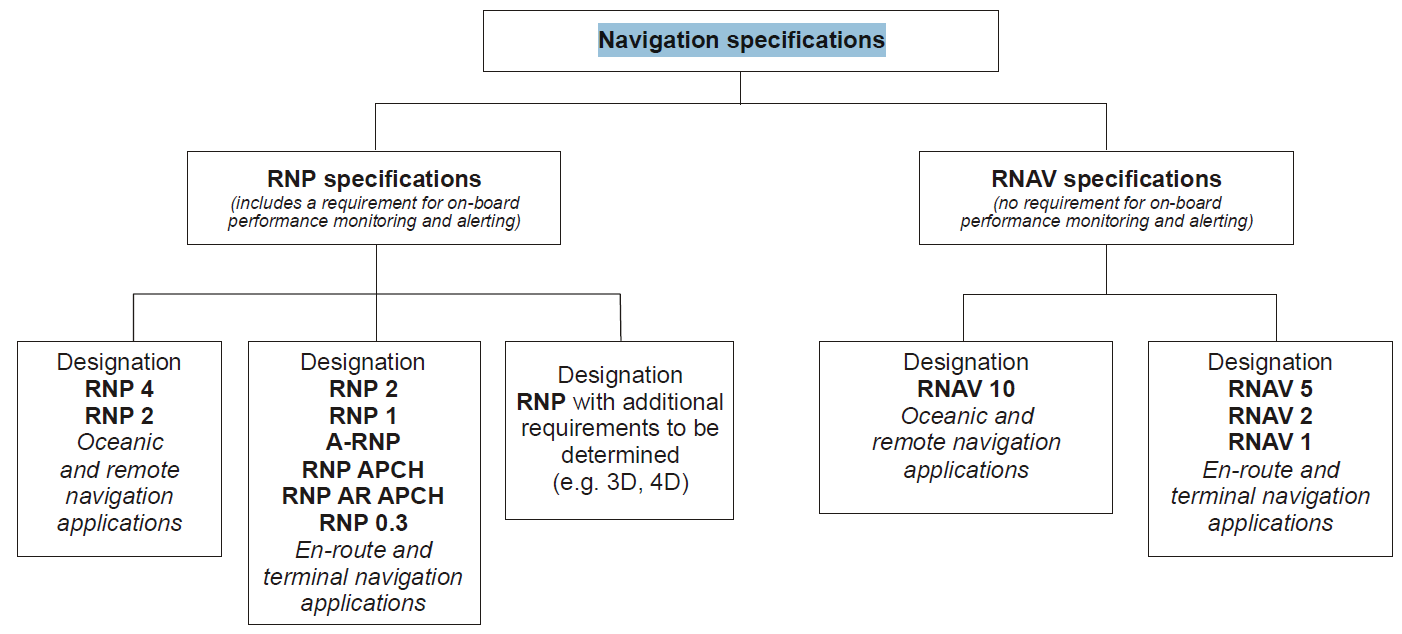 Navigation specifications
RNP specifications
(includes a requirement for on-board
performance monitoring and alerting)
RNAV specifications
(no requirement for on-board
performance monitoring and alerting)
Designation
RNP 4
RNP 2
Oceanic
and remote
navigation
applications
Designation
RNP 2
RNP 1
A-RNP
RNP APCH
RNP AR APCH
RNP 0.3
En-route and
terminal navigation
applications
Designation
RNP with additional
requirements to be
determined
(e.g. 3D, 4D)
Designation
RNAV 10
Oceanic and
remote navigation
applications
Designation
RNAV 5
RNAV 2
RNAV 1
En-route and
terminal navigation
applications